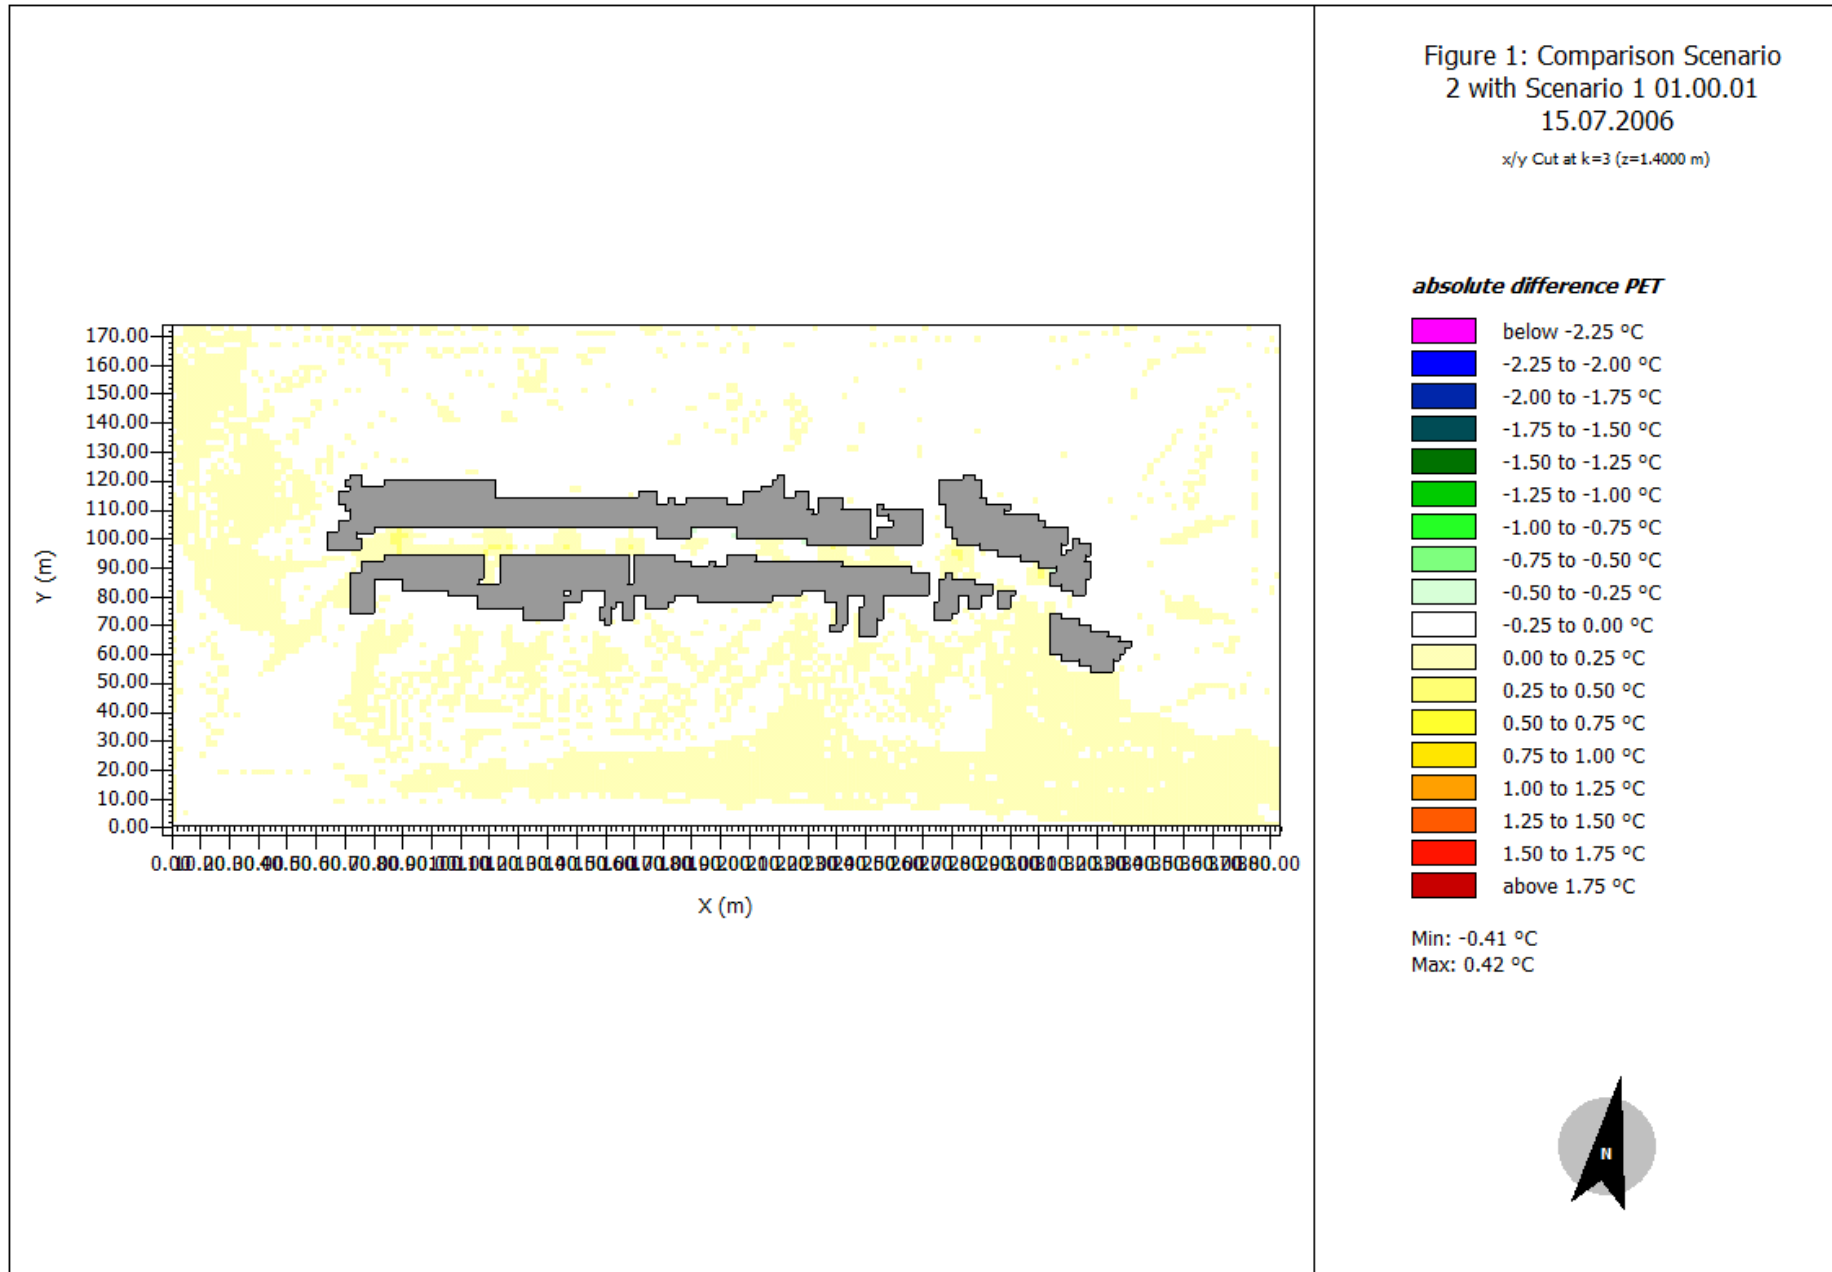 Figure 1: Comparison Scenario
2 with Scenario 1 01.00.01
15.07.2006
x/y Cut at k=3 (z=1.4000 m)
absolute difference PET
below -2.25 °C
-2.25 to -2.00 °C
-2.00 to -1.75 °C
-1.75 to -1.50 °C
-1.50 to -1.25 °C
-1.25 to -1.00 °C
-1.00 to -0.75 °C
-0.75 to -0.50 °C
-0.50 to -0.25 °C
-0.25 to 0.00 °C
0.00 to 0.25 °C
0.25 to 0.50 °C
0.50 to 0.75 °C
0.75 to 1.00 °C
1.00 to 1.25 °C
1.25 to 1.50 °C
1.50 to 1.75 °C
above 1.75 °C
Min: -0.41 °C
Max: 0.42 °C
N
170.00
160.00
150.00
140.00
130.00
120.00
110.00
100.00
90.00
80.00
70.00
60.00
50.00
40.00
30.00
20.00
10.00
0.00
Y (m)
X (m)